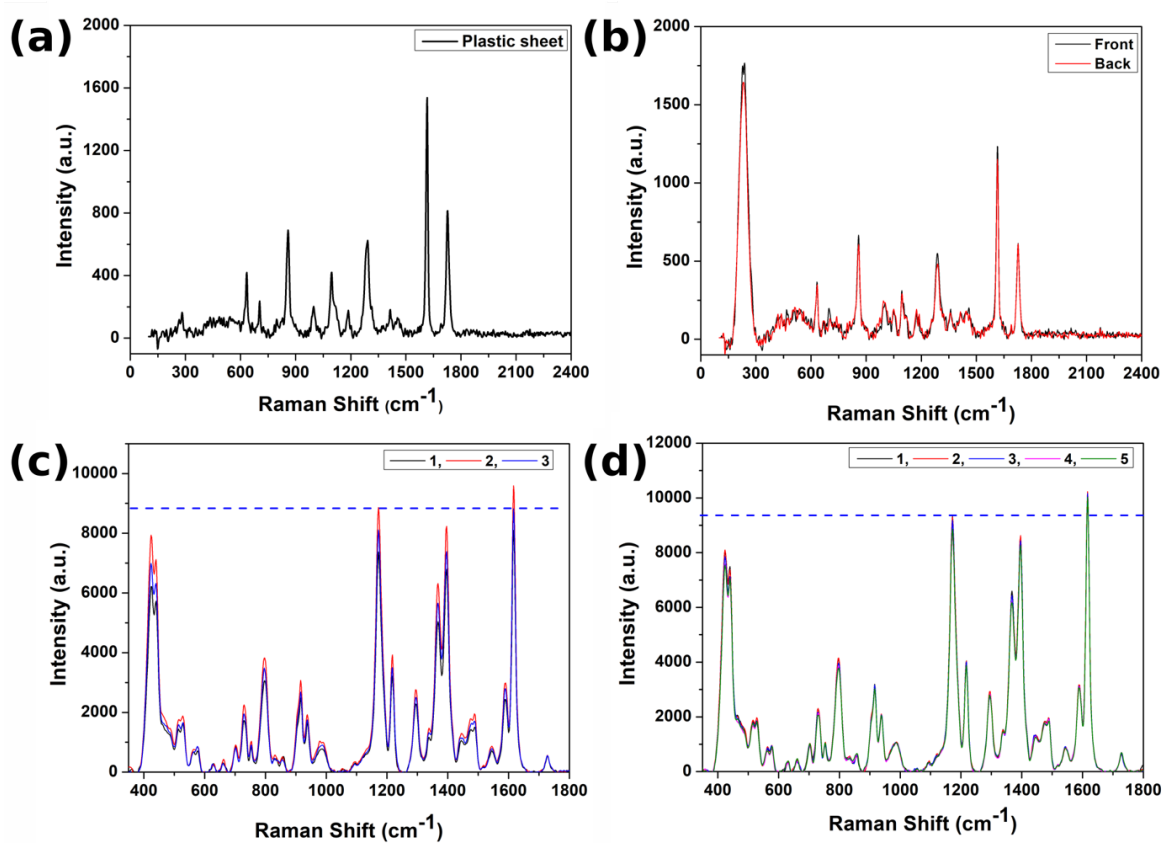 (a)
Plastic sheet
2000
1600
1200
800
400
0
Intensity (a.u.)
0 300 600 900 1200 1500 1800 2100 2400
Raman Shift (cm-1)
(b)
Front
Back
2000
1500
1000
500
0
Intensity (a.u.)
0 300 600 900 1200 1500 1800 2100 2400
Raman Shift (cm-1)
(c)
1, 2, 3
10000
8000
6000
4000
2000
0
Intensity (a.u.)
400 600 800 1000 1200 1400 1600 1800
Raman Shift (cm-1)
(d)
1, 2, 3, 4, 5
12000
10000
8000
6000
4000
2000
0
Intensity (a.u.)
400 600 800 1000 1200 1400 1600 1800
Raman Shift (cm-1)